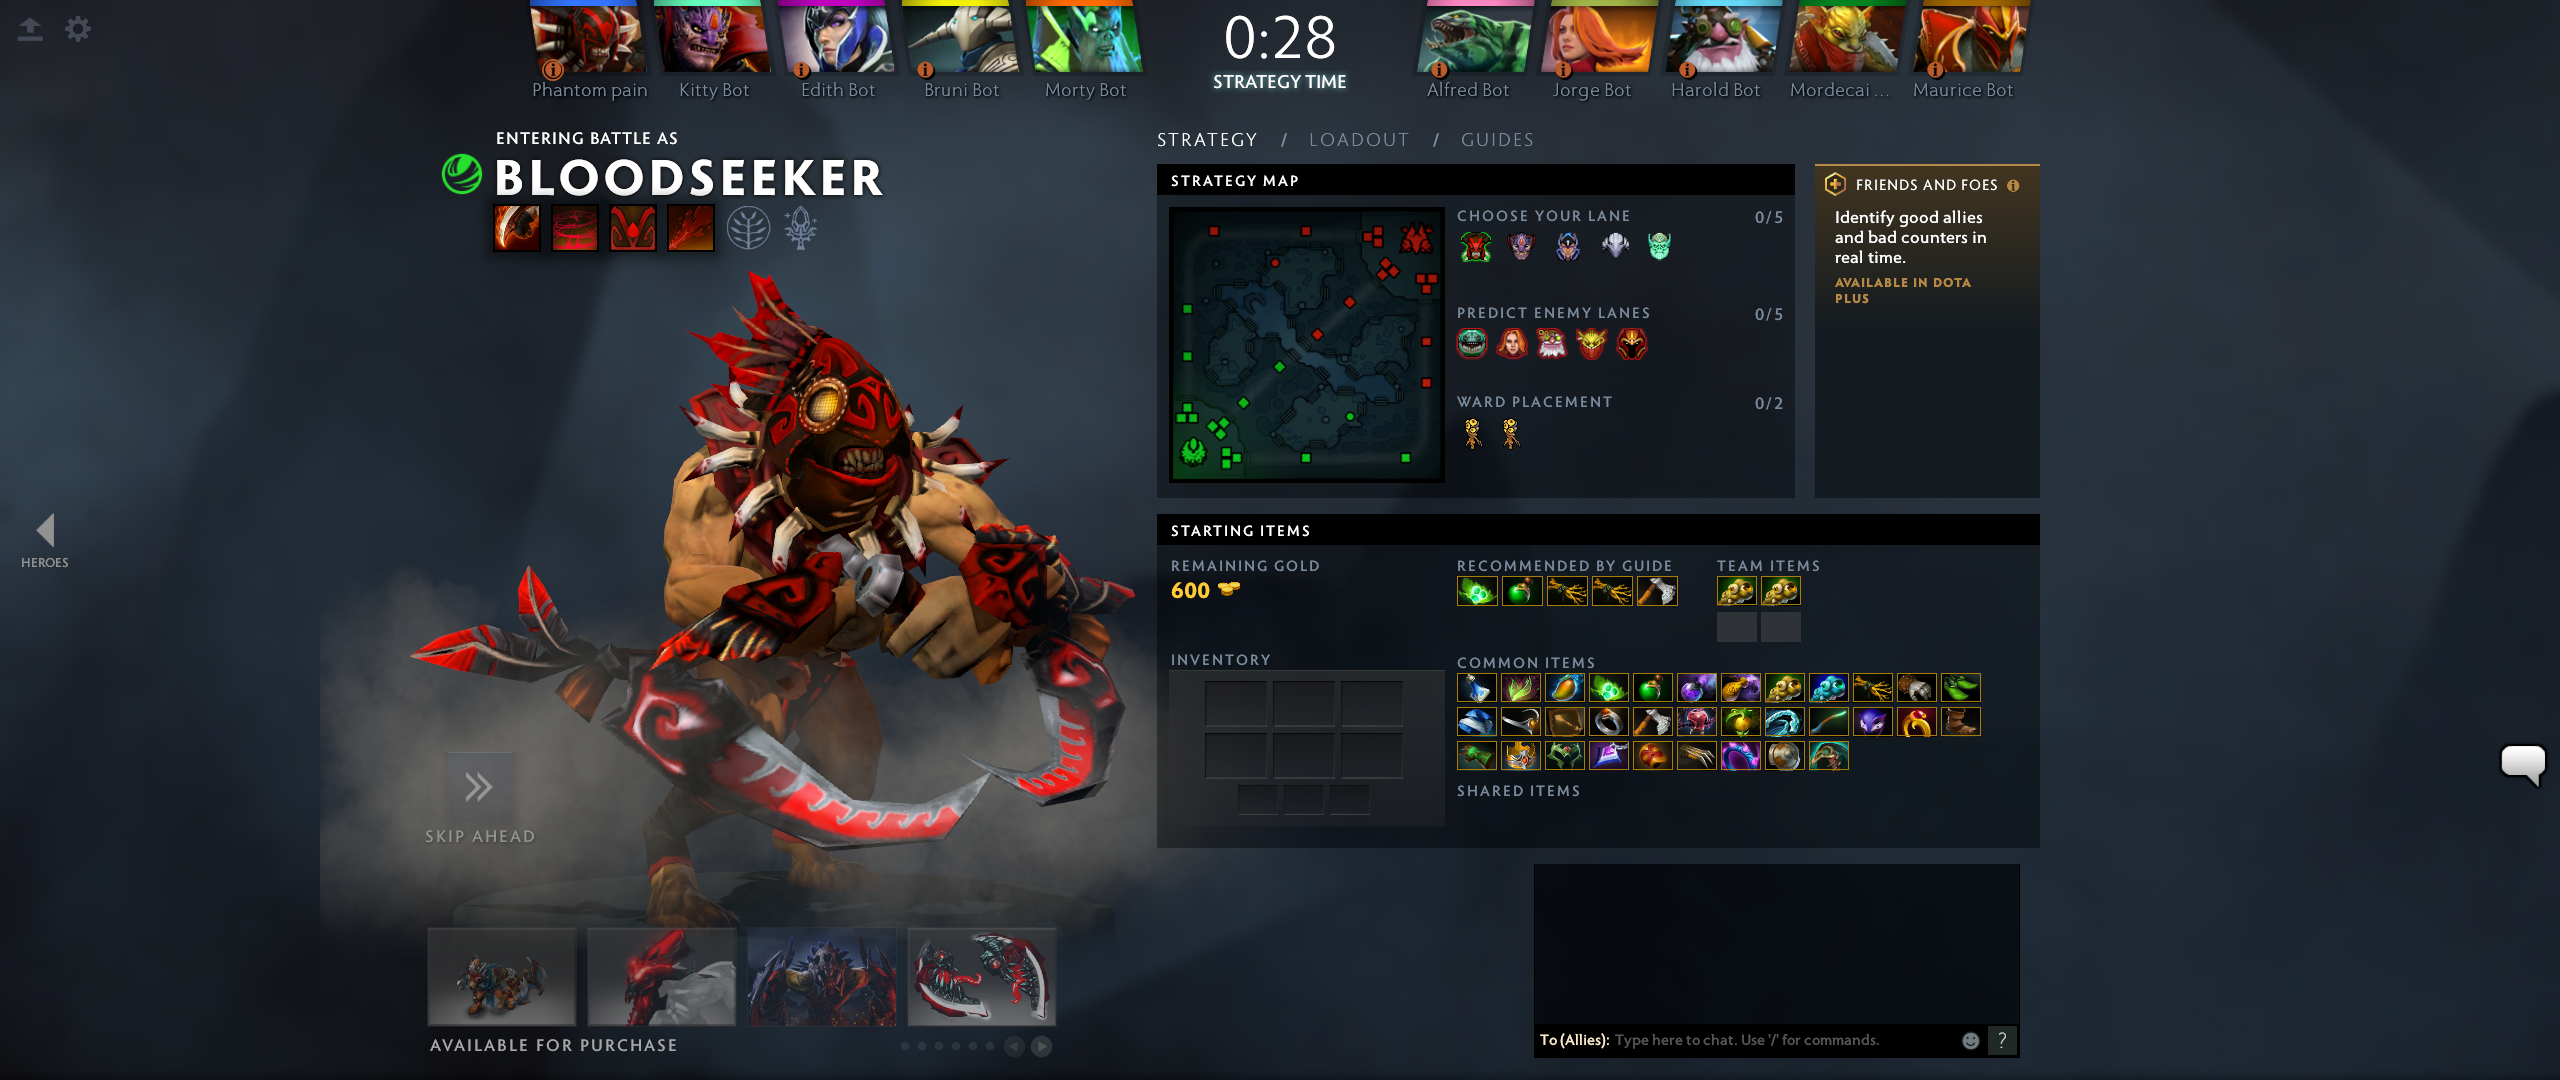 0:28
STRATEGY TIME
Phantom pain
Kitty Bot
Edith Bot
Bruni Bot
Morty Bot
Alfred Bot
Jorge Bot
Harold Bot
Mordecai ...
Maurice Bot
ENTERING BATTLE AS
BLOODSEEKER
HEROES
SKIP AHEAD
AVAILABLE FOR PURCHASE
STRATEGY / LOADOUT / GUIDES
STRATEGY MAP
CHOOSE YOUR LANE 0/5
PREDICT ENEMY LANES 0/5
WARD PLACEMENT 0/2
FRIENDS AND FOES
Identify good allies
and bad counters in
real time.
AVAILABLE IN DOTA
PLUS
STARTING ITEMS
REMAINING GOLD
600
INVENTORY
RECOMMENDED BY GUIDE
TEAM ITEMS
COMMON ITEMS
SHARED ITEMS
To (Allies): Type here to chat. Use '/' for commands.
?